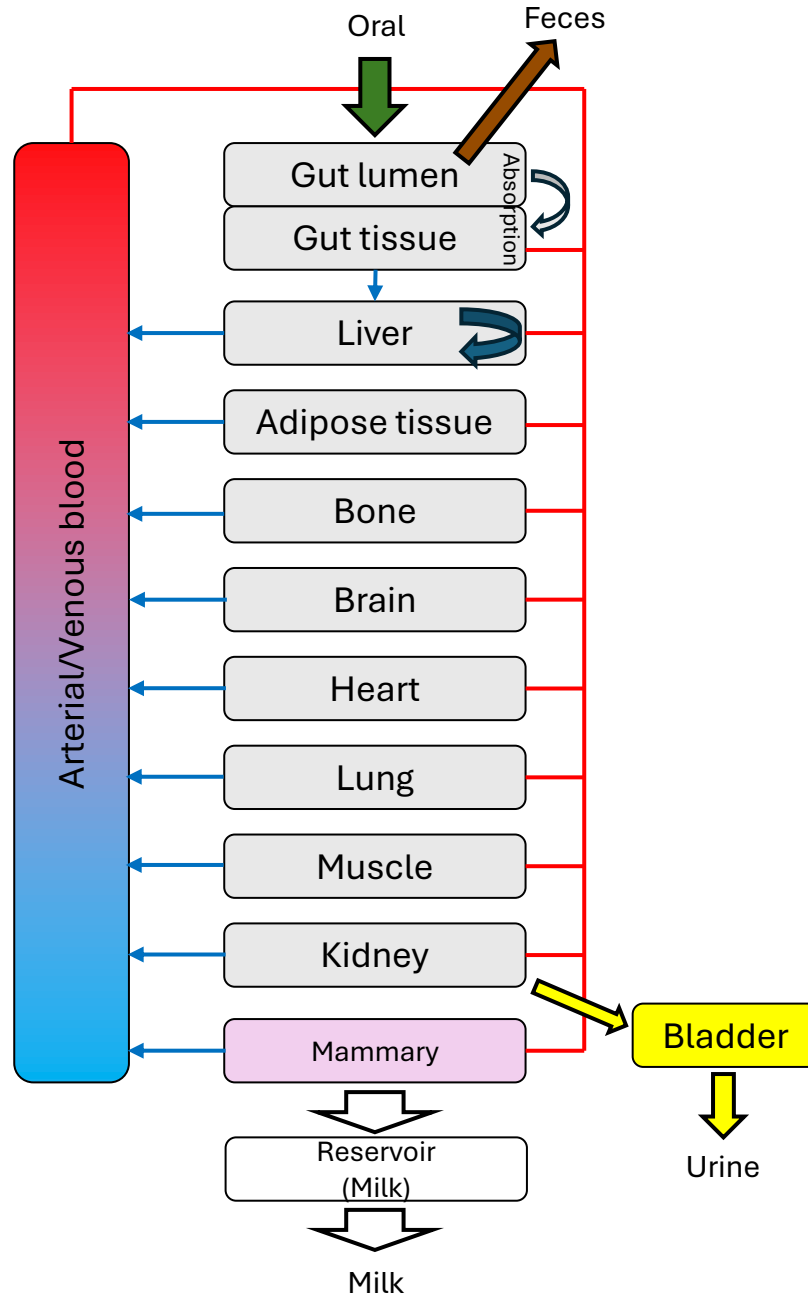 Oral
Feces
Gut lumen
Absorption
Gut tissue
Liver
Adipose tissue
Bone
Brain
Heart
Lung
Muscle
Kidney
Mammary
Arterial/Venous blood
Bladder
Urine
Reservoir
(Milk)
Milk